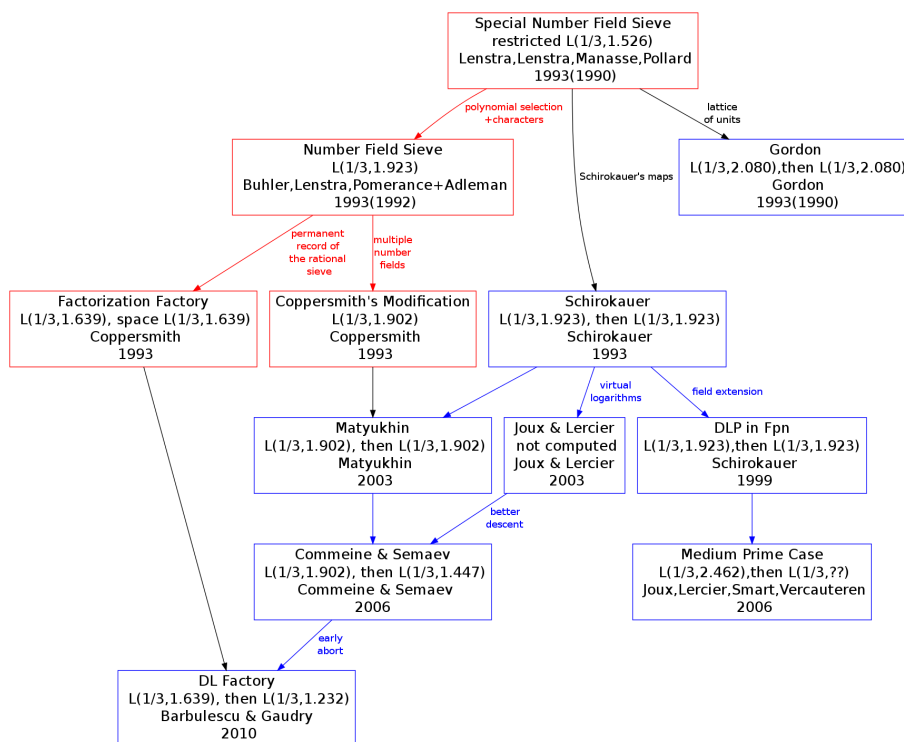 Special Number Field Sieve
restricted L(1/3,1.526)
Lenstra,Lenstra,Manasse,Pollard
1993(1990)
polynomial selection
+characters
lattice
of units
Number Field Sieve
L(1/3,1.923)
Buhler,Lenstra,Pomerance+Adleman
1993(1992)
Schirokauer's maps
Gordon
L(1/3,2.080),then L(1/3,2.080)
Gordon
1993(1990)
permanent
record of
the rational
sieve
multiple
number
fields
Factorization Factory
L(1/3,1.639), space L(1/3,1.639)
Coppersmith
1993
Coppersmith's Modification
L(1/3,1.902)
Coppersmith
1993
Schirokauer
L(1/3,1.923), then L(1/3,1.923)
Schirokauer
1993
virtual
logarithms
field extension
Matyukhin
L(1/3,1.902), then L(1/3,1.902)
Matyukhin
2003
Joux & Lercier
not computed
Joux & Lercier
2003
DLP in Fpn
L(1/3,1.923),then L(1/3,1.923)
Schirokauer
1999
better
descent
Commeine & Semaev
L(1/3,1.902), then L(1/3,1.447)
Commeine & Semaev
2006
Medium Prime Case
L(1/3,2.462),then L(1/3,??)
Joux,Lercier,Smart,Vercauteren
2006
early
abort
DL Factory
L(1/3,1.639), then L(1/3,1.232)
Barbulescu & Gaudry
2010